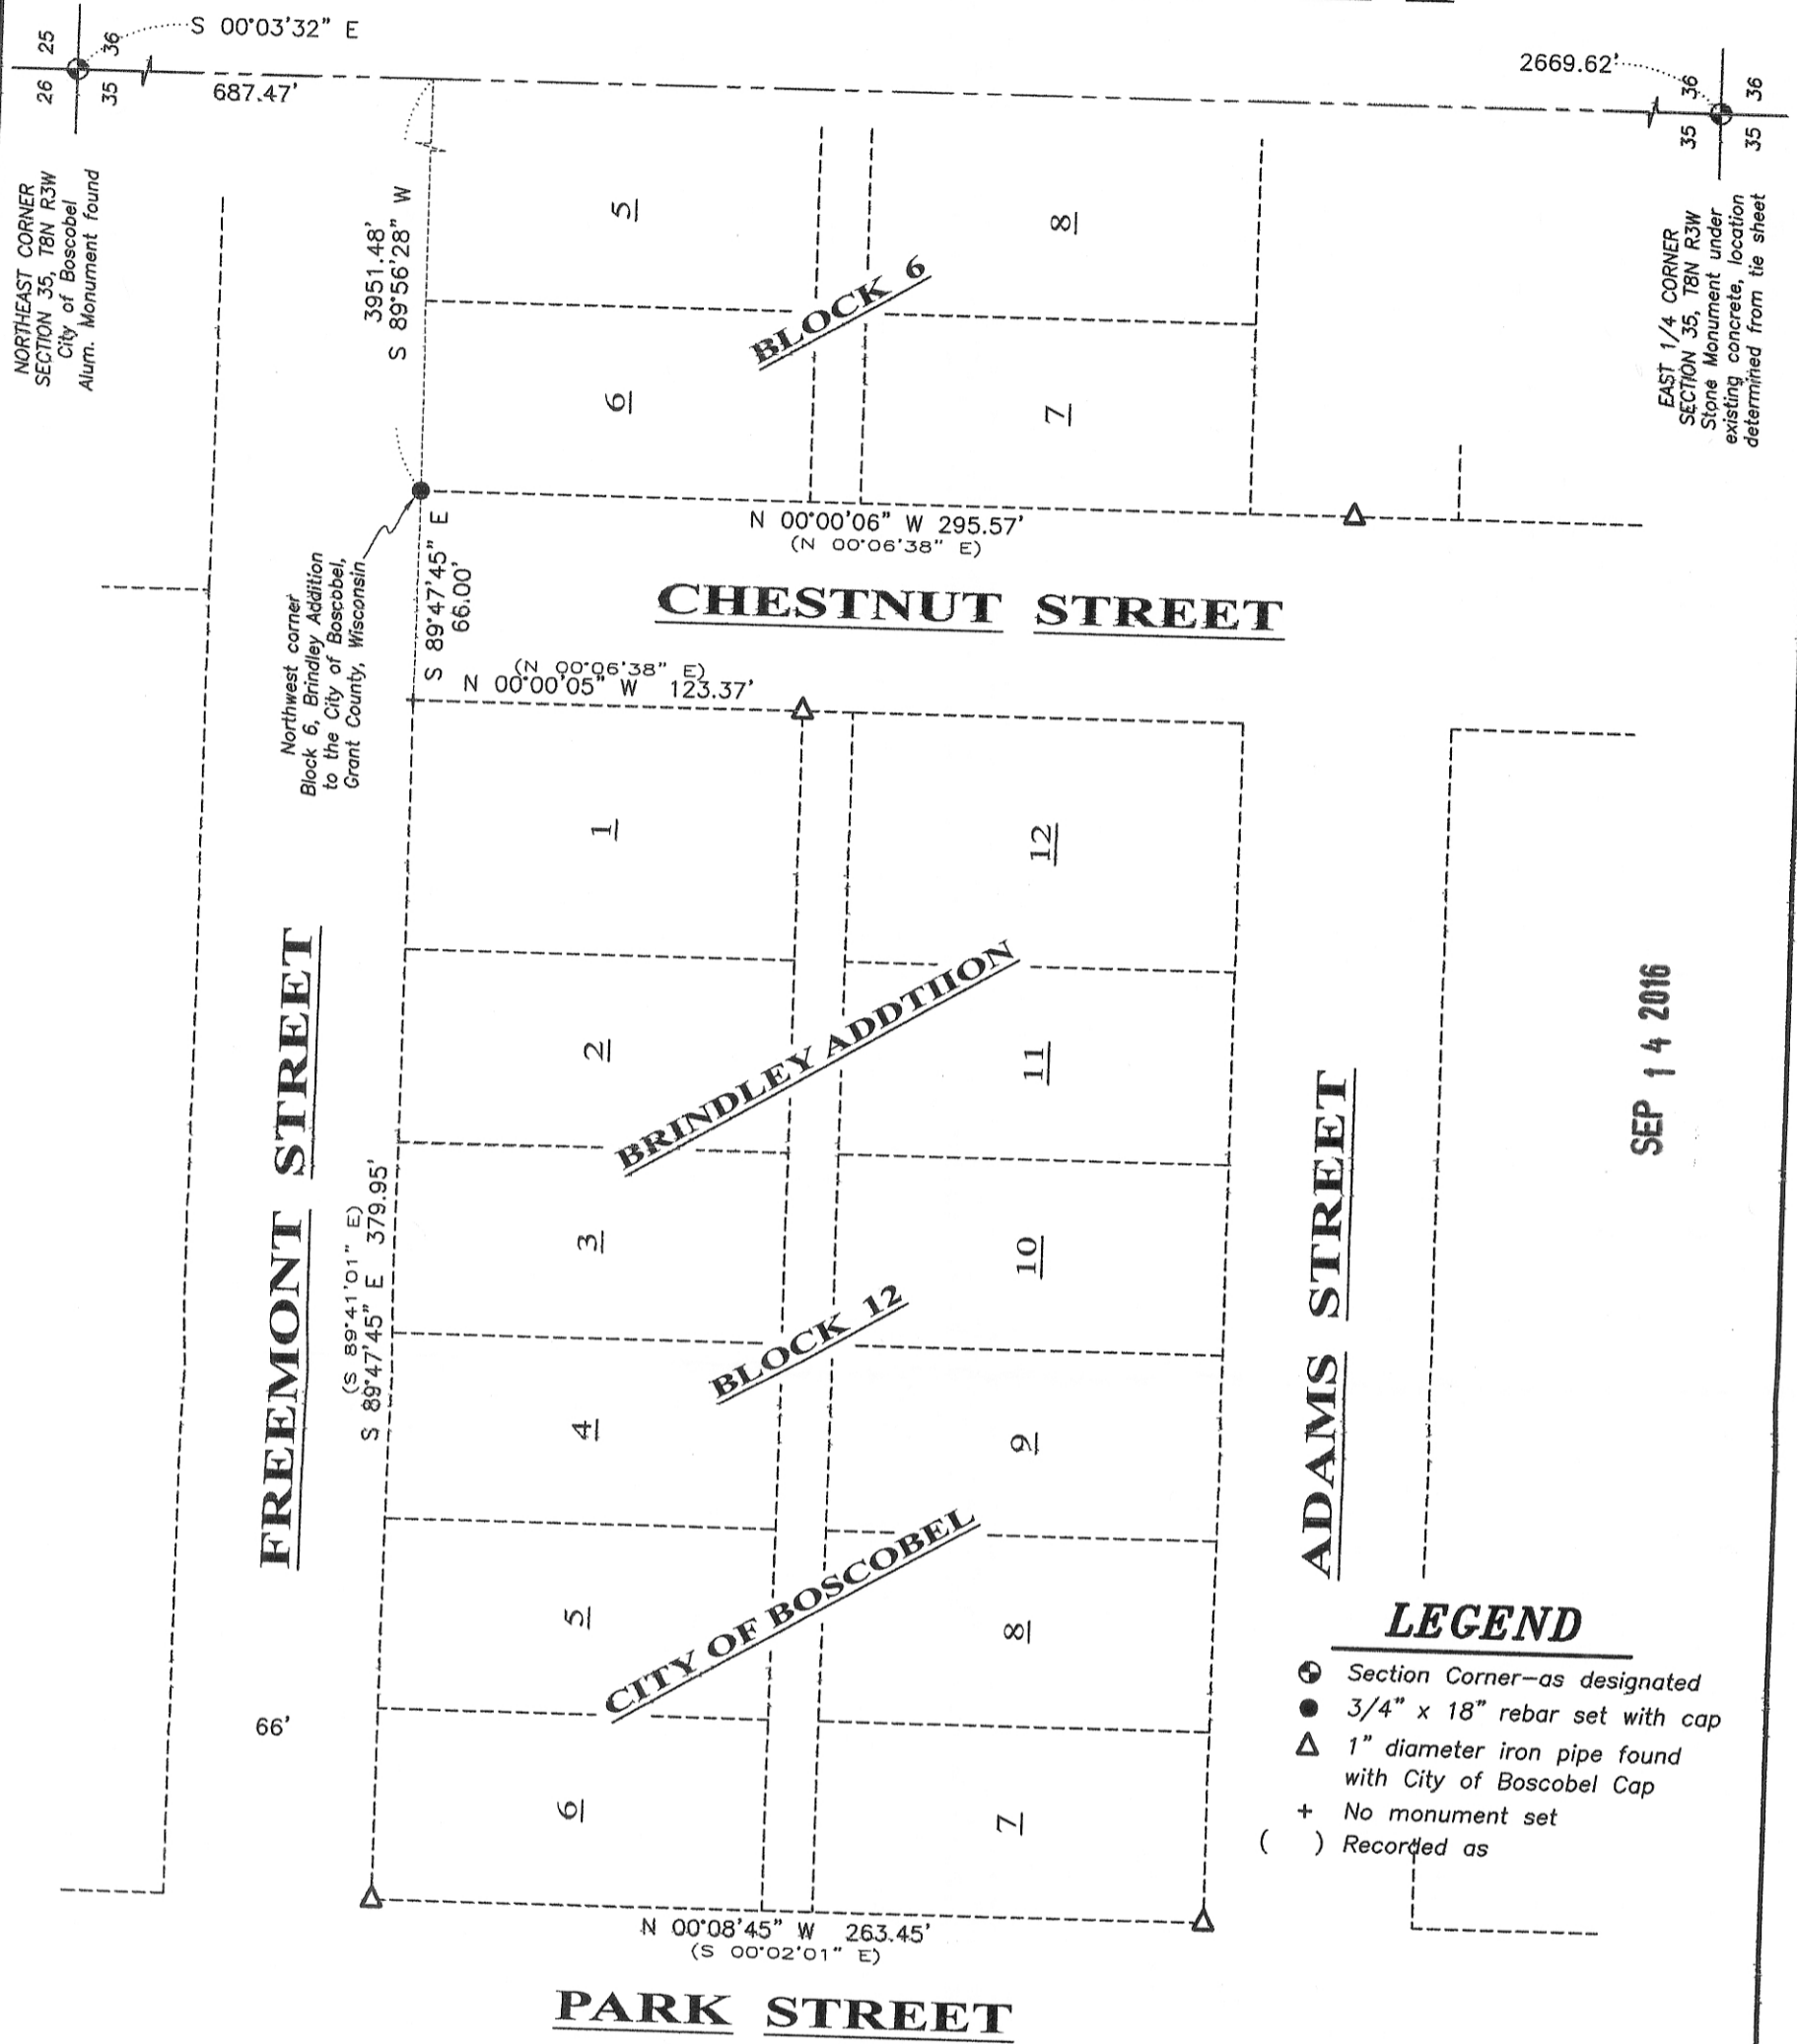 S 00°03'32" E
25
36
26
35
687.47'
2669.62'
36
36
35
35
NORTHEAST CORNER
SECTION 35, T8N R3W
City of Boscobel
Alum. Monument found
EAST 1/4 CORNER
SECTION 35, T8N R3W
Stone Monument under
existing concrete, location
determined from tie sheet
3951.48'
S 89°56'28" W
5
8
BLOCK 6
6
7
N 00°00'06" W 295.57'
(N 00°06'38" E)
Northwest corner
Block 6, Brindley Addition
to the City of Boscobel,
Grant County, Wisconsin
S 89°47'45" E
66.00'
CHESTNUT STREET
(N 00°06'38" E)
N 00°00'05" W 123.37'
1
12
2
11
BRINDLEY ADDTIION
3
10
BLOCK 12
4
9
CITY OF BOSCOBEL
5
8
6
7
FREEMONT STREET
(S 89°41'01" E)
S 89°47'45" E 379.95'
66'
ADAMS STREET
SEP 14 2016
LEGEND
Section Corner-as designated
3/4" x 18" rebar set with cap
1" diameter iron pipe found
with City of Boscobel Cap
+ No monument set
( ) Recorded as
N 00°08'45" W 263.45'
(S 00°02'01" E)
PARK STREET